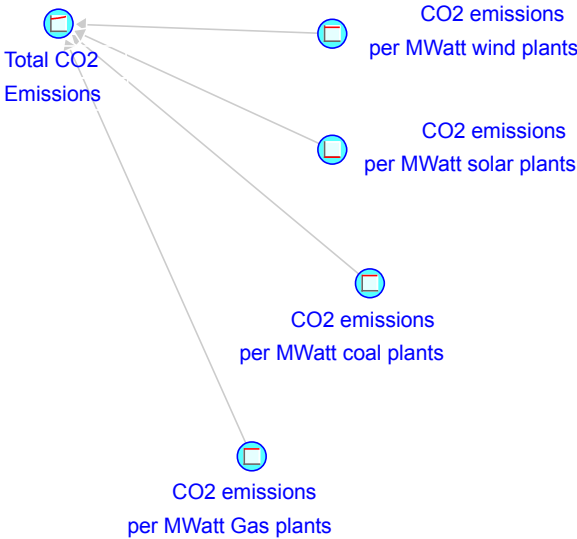 CO2 emissions
per MWatt wind plants
Total CO2
Emissions
CO2 emissions
per MWatt solar plants
CO2 emissions
per MWatt coal plants
CO2 emissions
per MWatt Gas plants